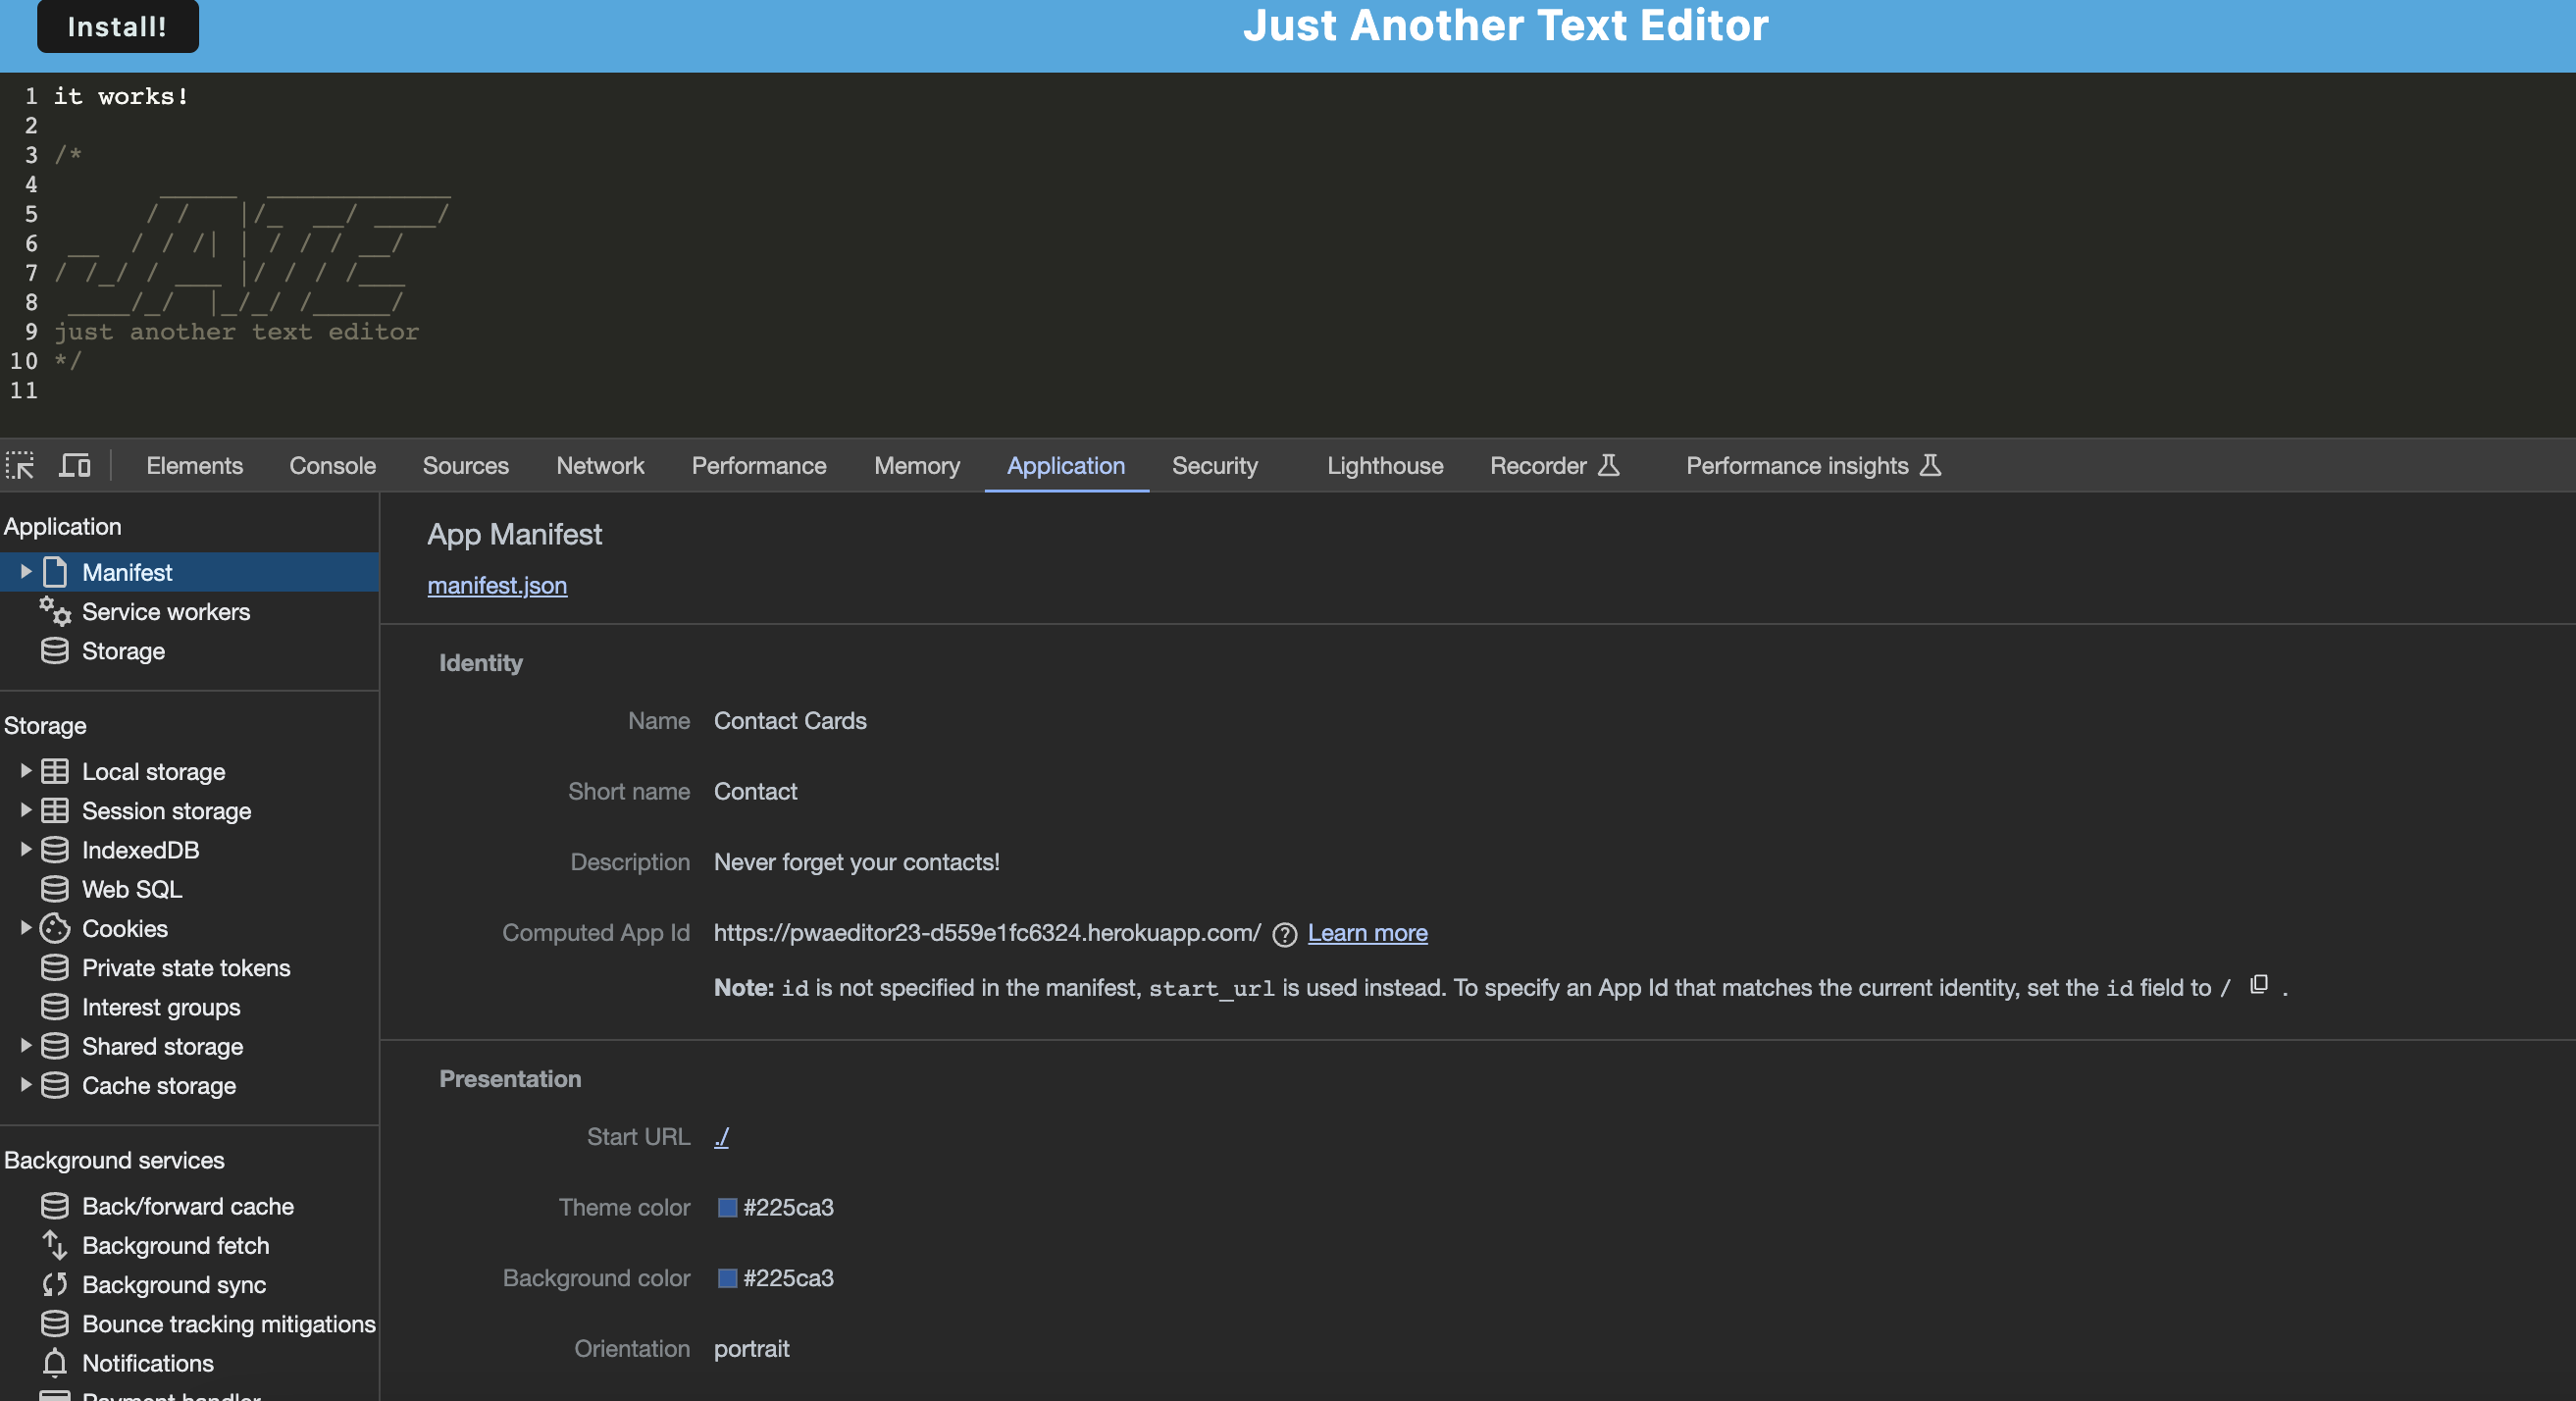 Install!
Just Another Text Editor
1 it works!
2
3 /*
4
5
6
7
8
9 just another text editor
10 */
11
Elements Console Sources Network Performance Memory Application Security Lighthouse Recorder Performance insights
Application
Manifest
Service workers
Storage
Storage
Local storage
Session storage
IndexedDB
Web SQL
Cookies
Private state tokens
Interest groups
Shared storage
Cache storage
Background services
Back/forward cache
Background fetch
Background sync
Bounce tracking mitigations
Notifications
Payment handler
App Manifest
manifest.json
Identity
Name Contact Cards
Short name Contact
Description Never forget your contacts!
Computed App Id https://pwaeditor23-d559e1fc6324.herokuapp.com/ Learn more
Note: id is not specified in the manifest, start_url is used instead. To specify an App Id that matches the current identity, set the id field to / .
Presentation
Start URL ./
Theme color #225ca3
Background color #225ca3
Orientation portrait